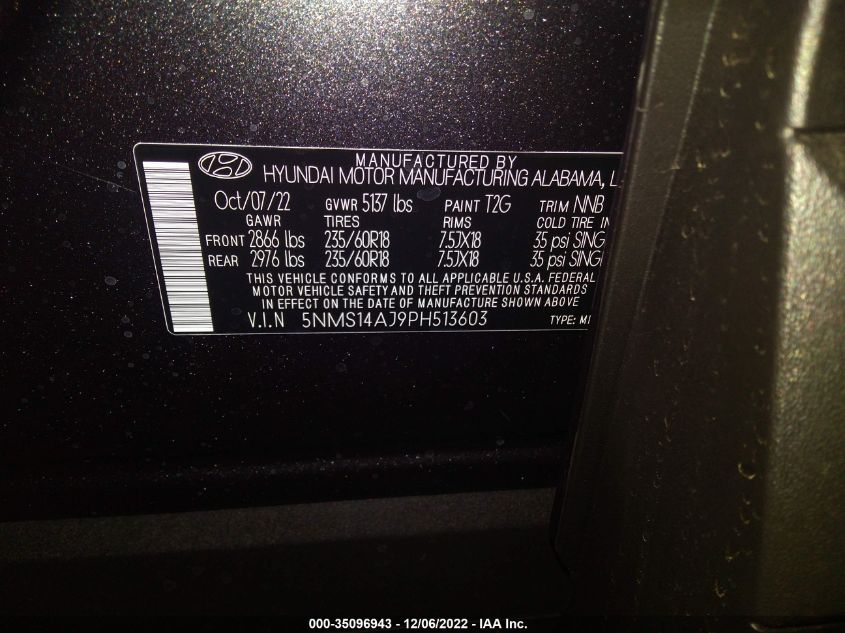 MANUFACTURED BY
HYUNDAI MOTOR MANUFACTURING ALABAMA,
Oct/07/22 GVWR 5137 lbs PAINT T2G TRIM NNB
GAWR TIRES RIMS COLD TIRE
FRONT 2866 lbs 235/60R18 7.5JX18 35 psi SING
REAR 2976 lbs 235/60R18 7.5JX18 35 psi SING
THIS VEHICLE CONFORMS TO ALL APPLICABLE U.S.A. FEDERAL
MOTOR VEHICLE SAFETY AND THEFT PREVENTION STANDARDS
IN EFFECT ON THE DATE OF MANUFACTURE SHOWN ABOVE
V.I.N 5NMS14AJ9PH513603 TYPE:
000-35096943 - 12/06/2022 - IAA Inc.